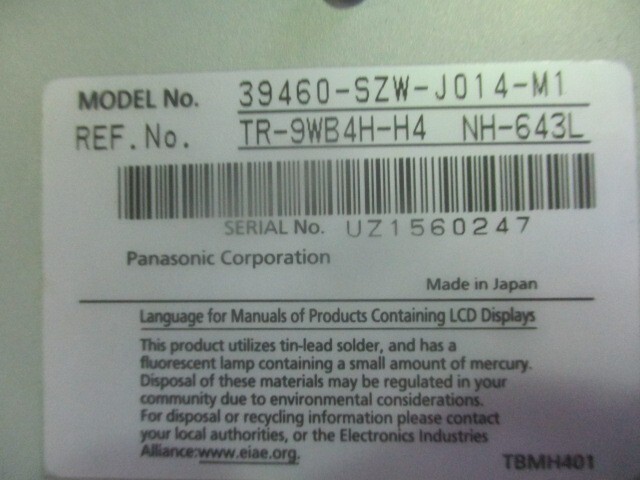 MODEL No. 39460-SZW-J014-M1
REF.No. TR-9WB4H-H4 NH-643L
SERIAL No. UZ1560247
Panasonic Corporation
Made in Japan
Language for Manuals of Products Containing LCD Displays
This product utilizes tin-lead solder, and has a
fluorescent lamp containing a small amount of mercury.
Disposal of these materials may be regulated in your
community due to environmental considerations.
For disposal or recycling information please contact
your local authorities, or the Electronics Industries
Alliance:www.eiae.org.
TBMH401